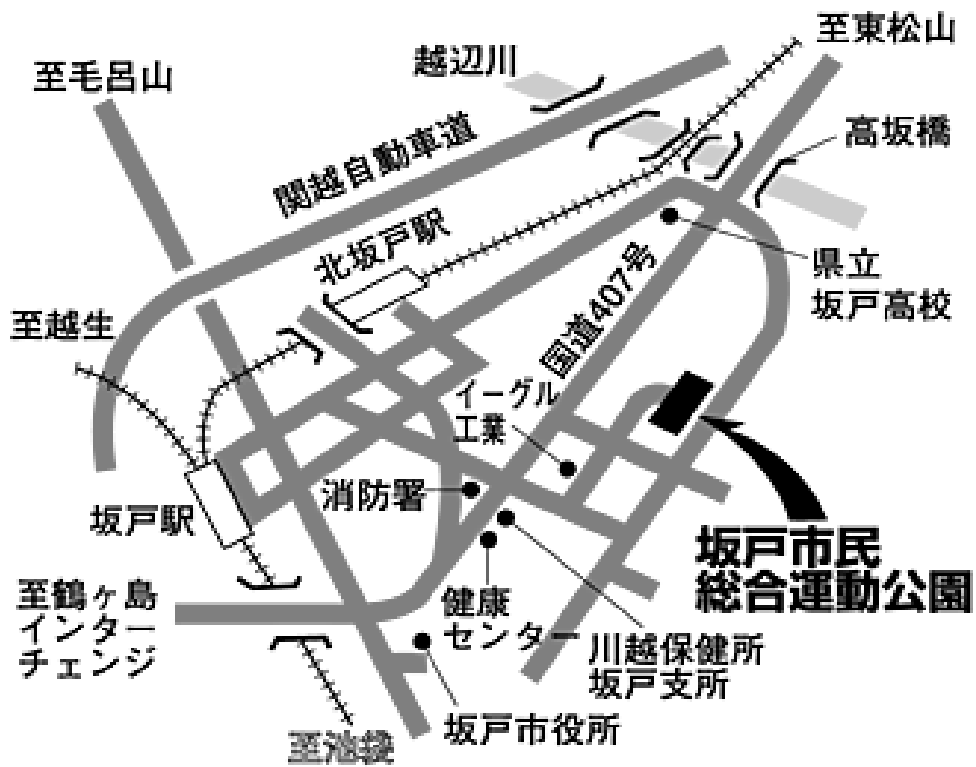 至東松山
越辺川
至毛呂山
高坂橋
関越自動車道
北坂戸駅
県立
坂戸高校
国道407号
至越生
イーグル
工業
消防署
坂戸駅
坂戸市民
総合運動公園
至鶴ヶ島
インター
チェンジ
健康
センター
川越保健所
坂戸支所
坂戸市役所
至池袋